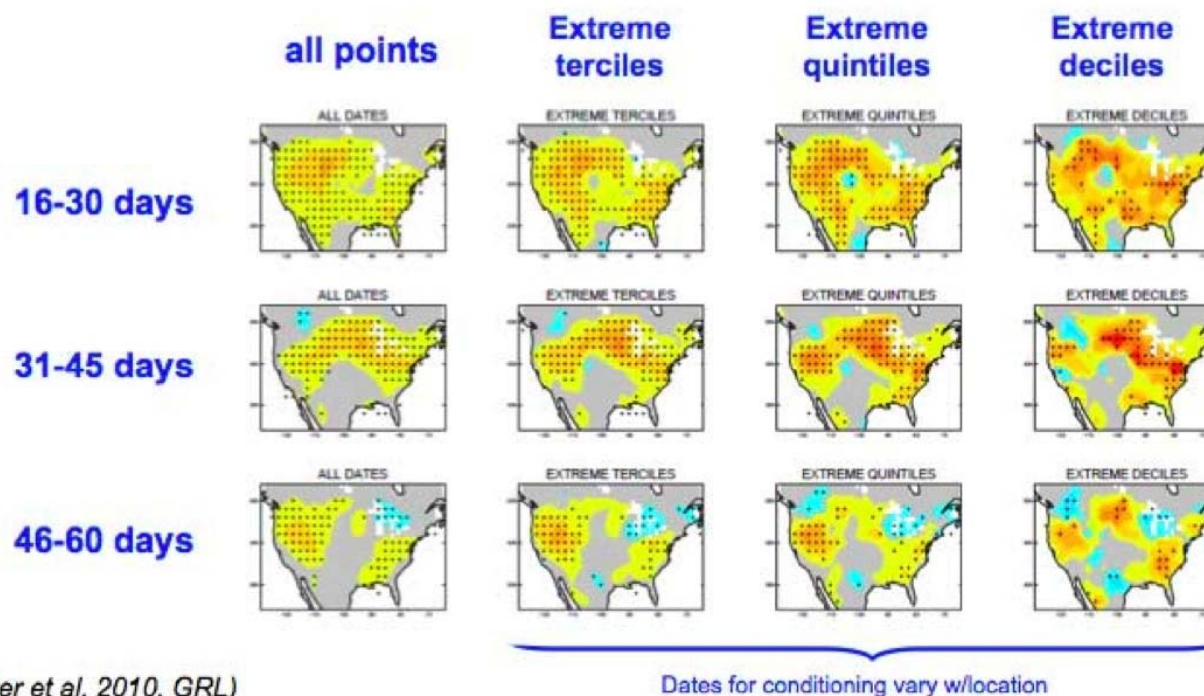 all points
Extreme
terciles
Extreme
quintiles
Extreme
deciles
ALL DATES
EXTREME TERCILES
EXTREME QUINTILES
EXTREME DECILES
16-30 days
ALL DATES
EXTREME TERCILES
EXTREME QUINTILES
EXTREME DECILES
31-45 days
ALL DATES
EXTREME TERCILES
EXTREME QUINTILES
EXTREME DECILES
46-60 days
er et al. 2010, GRL)
Dates for conditioning vary w/location